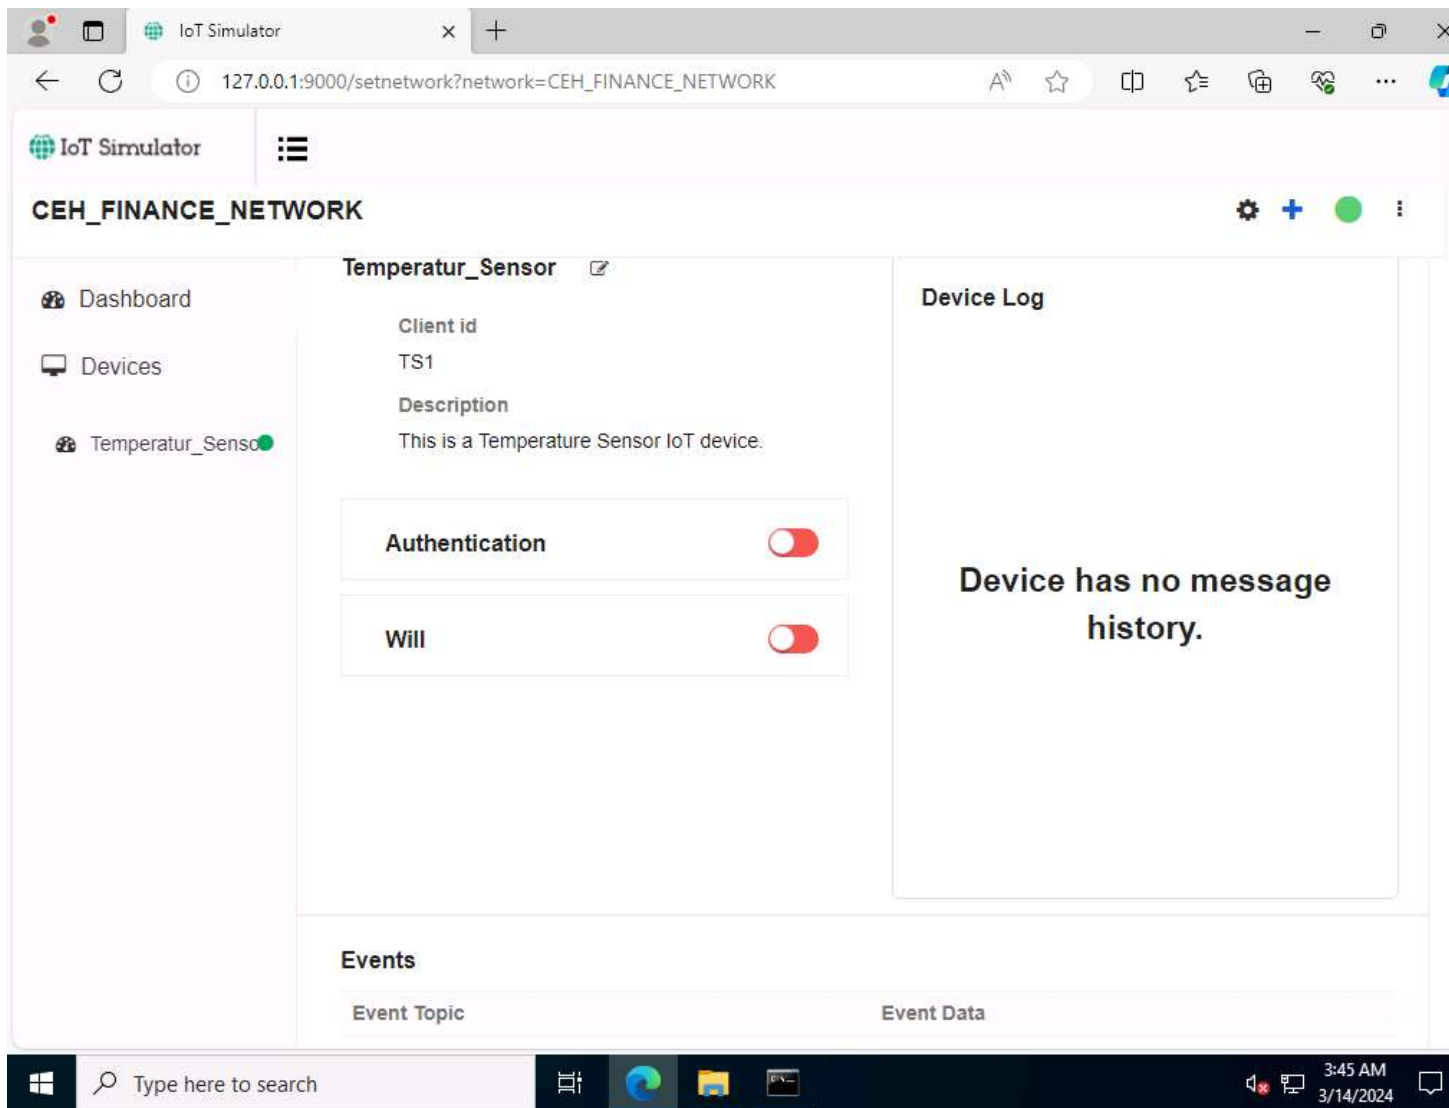 IoT Simulator
127.0.0.1:9000/setnetwork?network=CEH_FINANCE_NETWORK
IoT Simulator
CEH_FINANCE_NETWORK
Dashboard
Devices
Temperatur_Senso
Temperatur_Sensor
Client id
TS1
Description
This is a Temperature Sensor IoT device.
Authentication
Will
Device Log
Device has no message
history.
Events
Event Topic Event Data
Type here to search
3:45 AM
3/14/2024